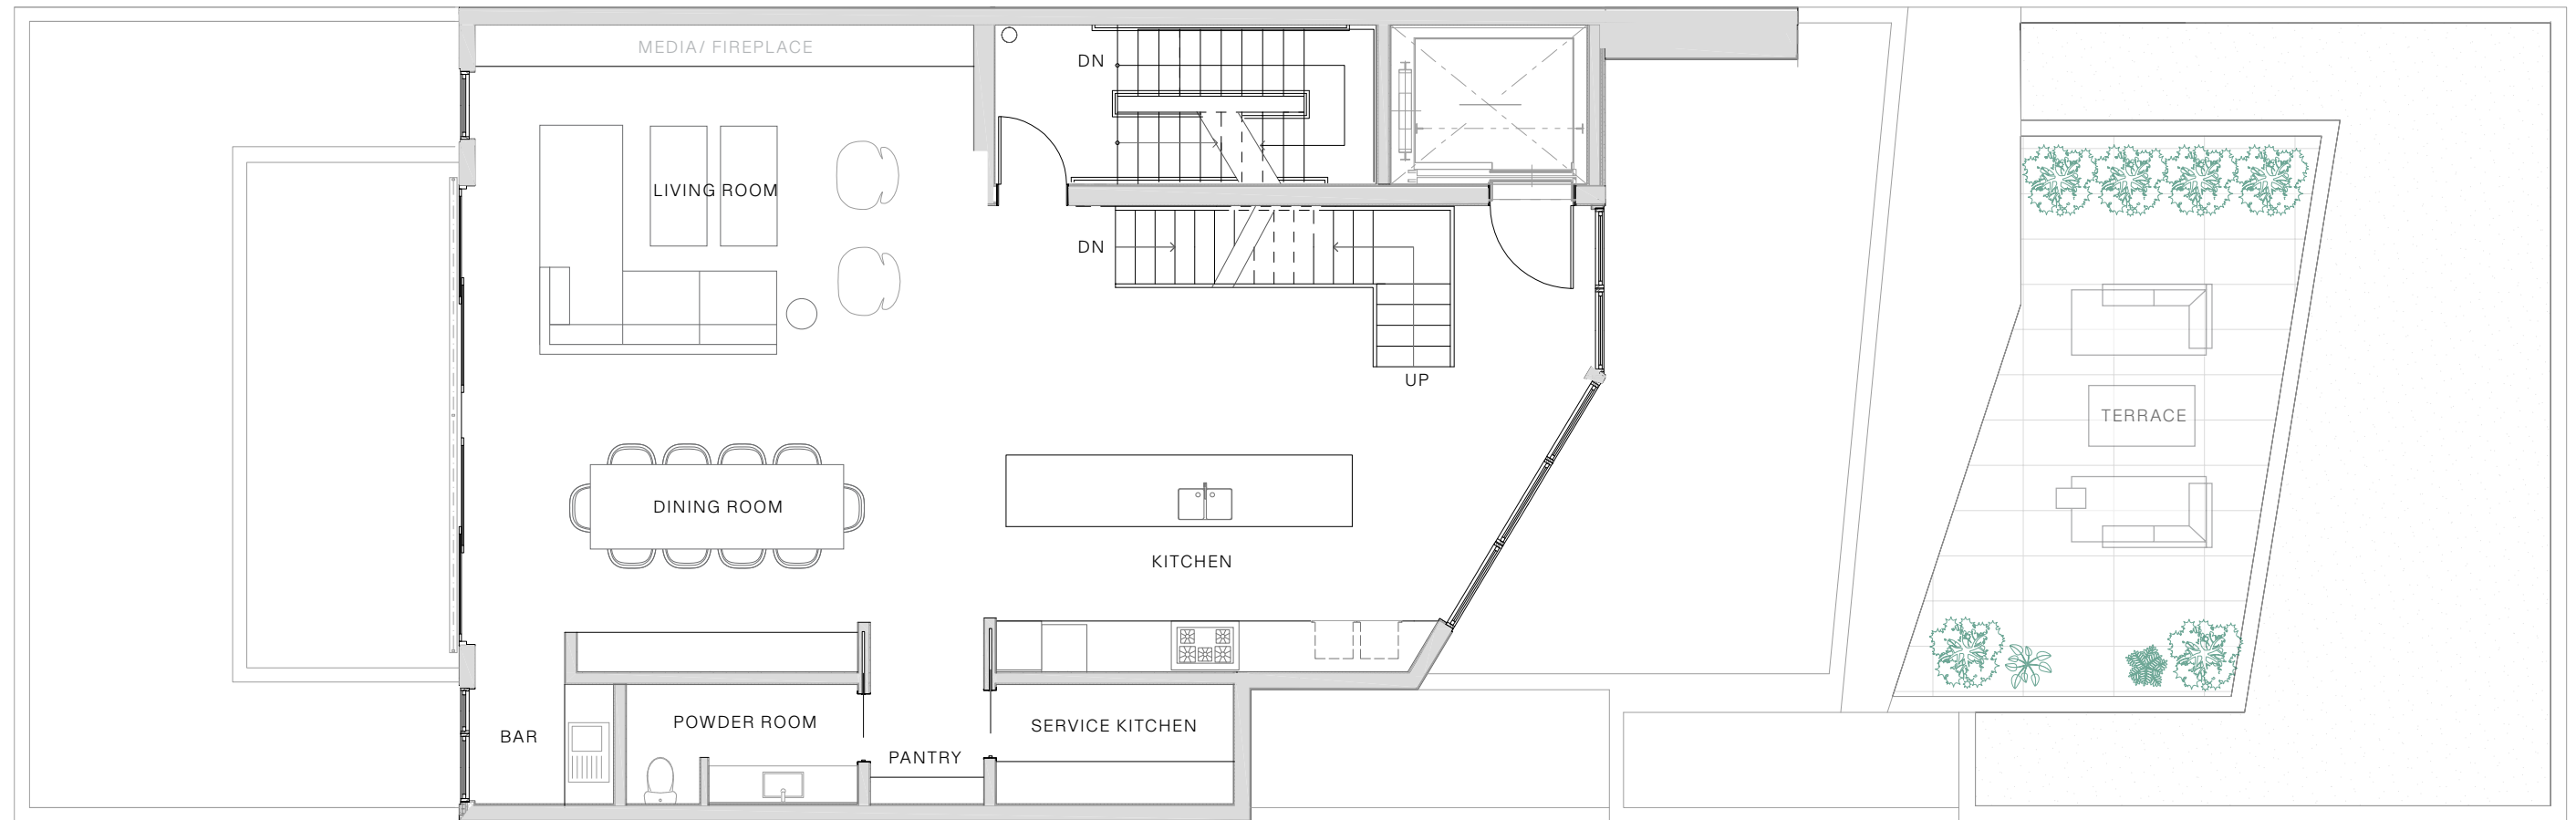 MEDIA/ FIREPLACE
DN
LIVING ROOM
DN
UP
TERRACE
DINING ROOM
KITCHEN
POWDER ROOM
SERVICE KITCHEN
BAR
PANTRY